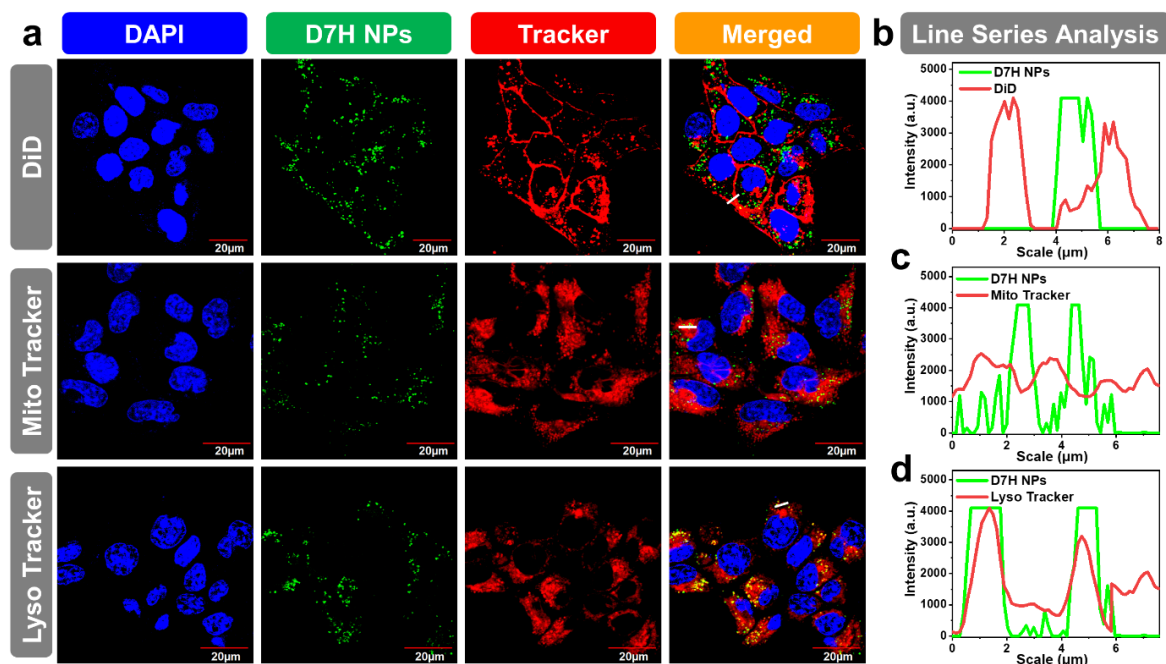 a
DAPI
D7H NPs
Tracker
Merged
b
Line Series Analysis
DiD
20μm
20μm
20μm
20μm
5000
4000
3000
2000
1000
0
Intensity (a.u.)
D7H NPs
DiD
0 2 4 6 8
Scale (μm)
Mito Tracker
20μm
20μm
20μm
20μm
c
5000
4000
3000
2000
1000
0
Intensity (a.u.)
D7H NPs
Mito Tracker
0 2 4 6
Scale (μm)
Lyso Tracker
20μm
20μm
20μm
20μm
d
5000
4000
3000
2000
1000
0
Intensity (a.u.)
D7H NPs
Lyso Tracker
0 2 4 6
Scale (μm)